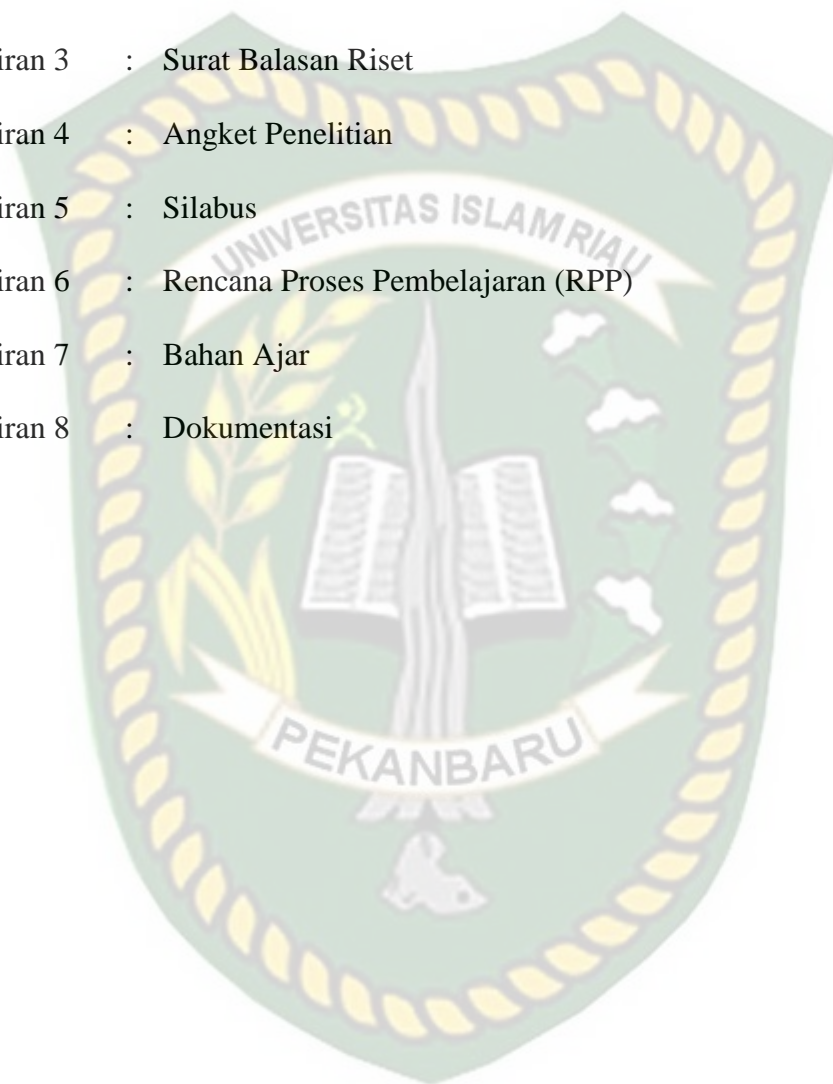 iran 3 : Surat Balasan Riset
iran 4 : Angket Penelitian
iran 5 : Silabus
iran 6 : Rencana Proses Pembelajaran (RPP)
iran 7 : Bahan Ajar
iran 8 : Dokumentasi
UNIVERSITAS ISLAM RIAU
PEKANBARU